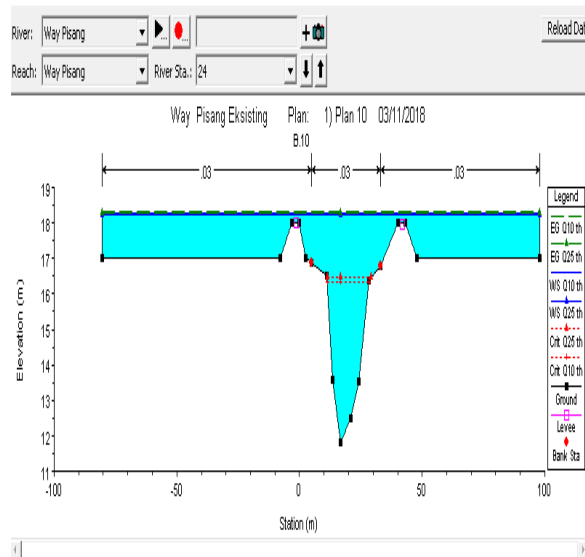 River: Way Pisang
Reload Dat
Reach: Way Pisang River Sta.: 24
Way Pisang Eksisting Plan: 1) Plan 10 03/11/2018
B.10
.03 .03 .03
19
18
17
16
15
14
13
12
11
-100 -50 0 50 100
Station (m)
Elevation (m)
Legend
EG Q10 th
EG Q25 th
WS Q10 th
WS Q25 th
Crit Q25 th
Crit Q10 th
Ground
Levee
Bank Sta